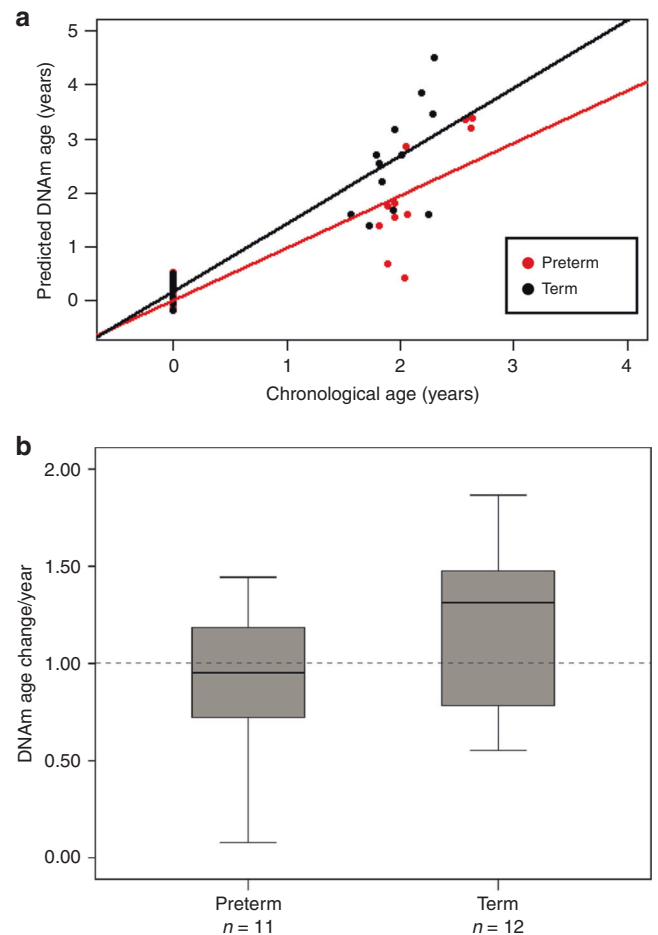 a
5
4
3
2
1
0
Predicted DNAm age (years)
Preterm
Term
0 1 2 3 4
Chronological age (years)
b
2.00
1.50
1.00
0.50
0.00
DNAm age change/year
Preterm Term
n = 11 n = 12